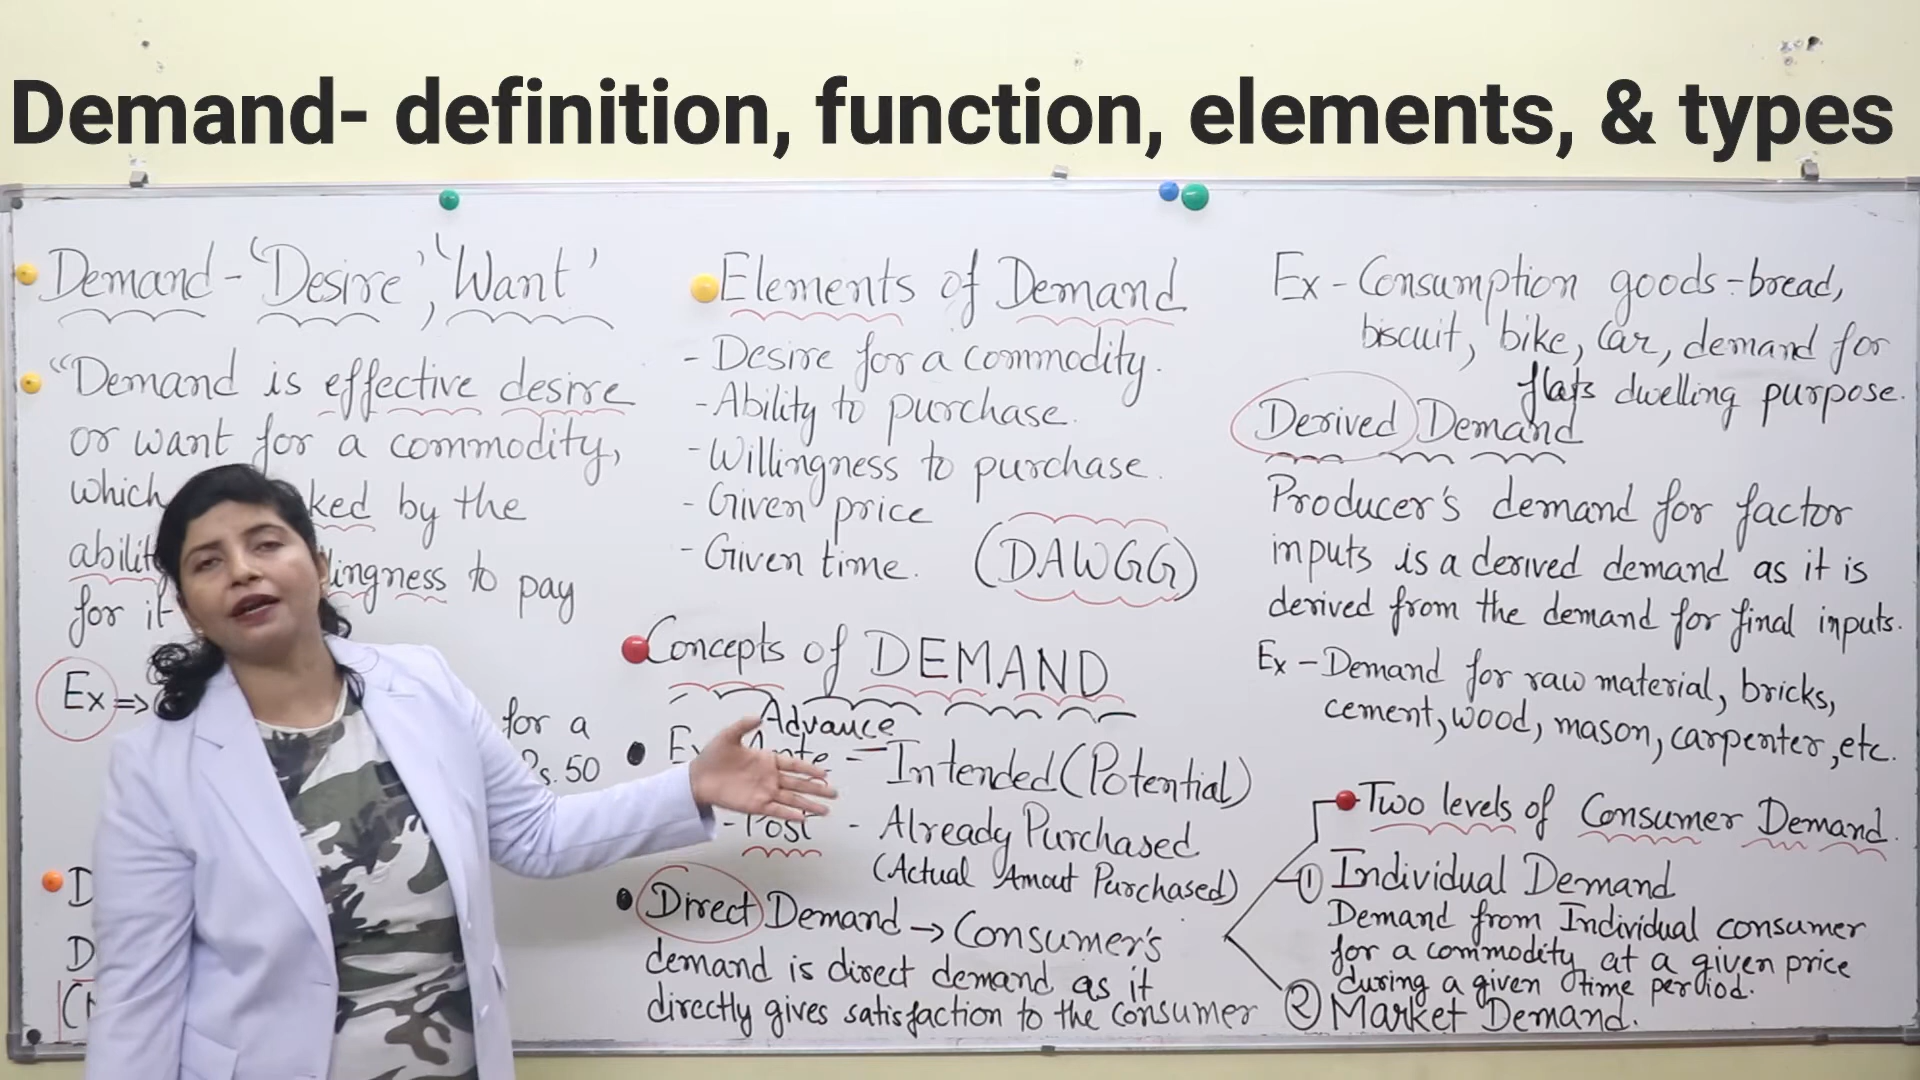 Demand- definition, function, elements, & types
Demand - 'Desire', 'Want'
"Demand is effective desire
or want for a commodity,
which ked by the
abilit ingness to pay
for it
Ex ⇒
for a
Rs. 50
D
D
Elements of Demand
- Desire for a commodity.
- Ability to purchase.
- Willingness to purchase.
- Given price
- Given time. (DAWGG)
Concepts of DEMAND
Advance
Ex Ante - Intended (Potential)
- Post - Already Purchased
(Actual Amout Purchased)
Direct Demand → Consumer's
demand is direct demand as it
directly gives satisfaction to the consumer
Ex - Consumption goods - bread,
biscuit, bike, car, demand for
flats dwelling purpose.
Derived Demand
Producer's demand for factor
inputs is a derived demand as it is
derived from the demand for final inputs.
Ex - Demand for raw material, bricks,
cement, wood, mason, carpenter, etc.
Two levels of Consumer Demand.
① Individual Demand
Demand from Individual consumer
for a commodity at a given price
during a given time period.
② Market Demand.